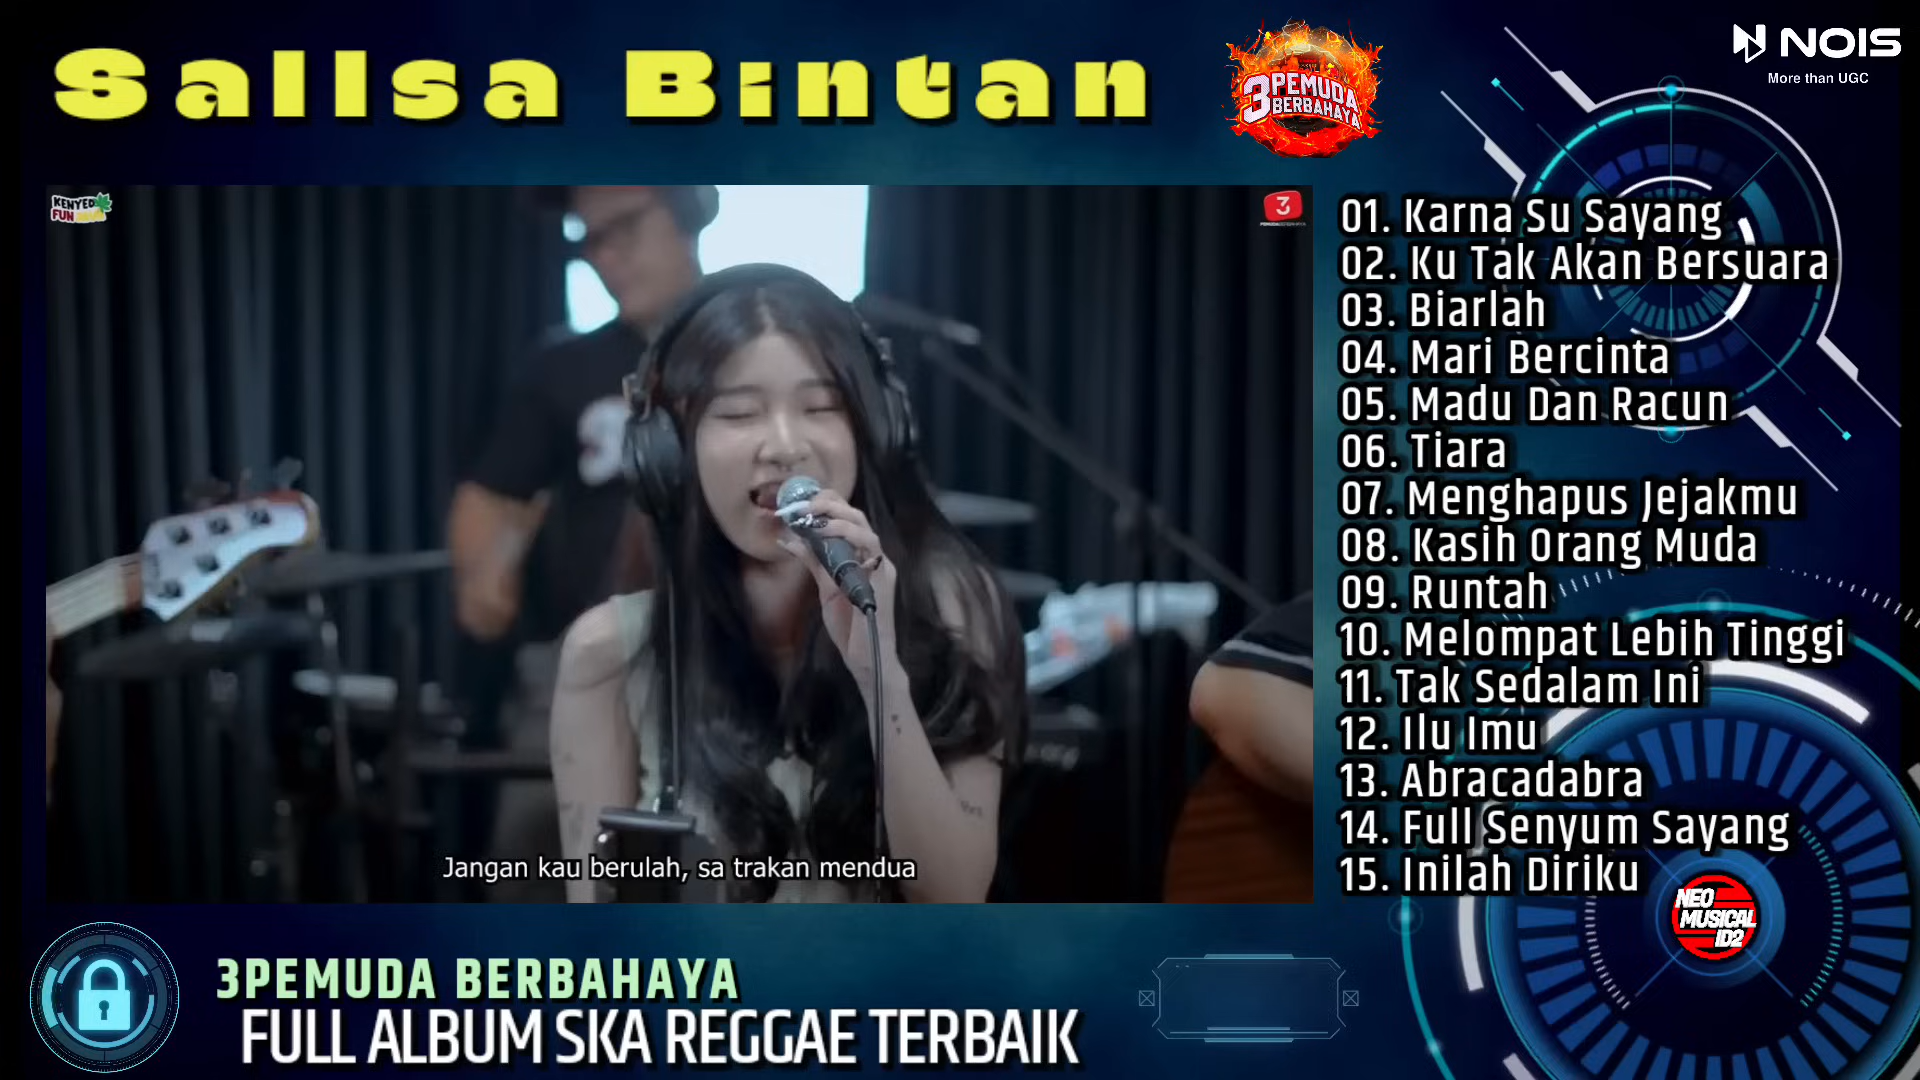 Sallsa Bintan
3PEMUDA
BERBAHAYA
NOIS
More than UGC
KENYED
FUN
3
01. Karna Su Sayang
02. Ku Tak Akan Bersuara
03. Biarlah
04. Mari Bercinta
05. Madu Dan Racun
06. Tiara
07. Menghapus Jejakmu
08. Kasih Orang Muda
09. Runtah
10. Melompat Lebih Tinggi
11. Tak Sedalam Ini
12. Ilu Imu
13. Abracadabra
14. Full Senyum Sayang
15. Inilah Diriku
3
Jangan kau berulah, sa trakan mendua
NEO
MUSICAL
ID2
3PEMUDA BERBAHAYA
FULL ALBUM SKA REGGAE TERBAIK